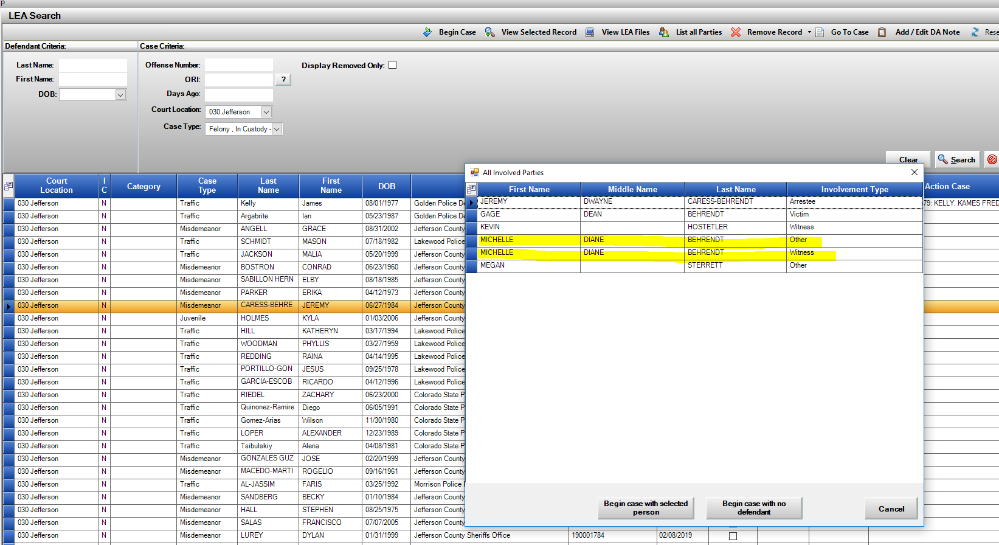 p
LEA Search
Begin Case View Selected Record View LEA Files List all Parties Remove Record Go To Case Add / Edit DA Note Rese
Defendant Criteria: Case Criteria:
Last Name: Offense Number: Display Removed Only:
First Name: ORI: ?
DOB: Days Ago:
Court Location: 030 Jefferson
Case Type: Felony , In Custody -
Clear Search
All Involved Parties
First Name Middle Name Last Name Involvement Type
JEREMY DWAYNE CARESS-BEHRENDT Arrestee
GAGE DEAN BEHRENDT Victim
KEVIN HOSTETLER Witness
MICHELLE DIANE BEHRENDT Other
MICHELLE DIANE BEHRENDT Witness
MEGAN STERRETT Other
Begin case with selected person
Begin case with no defendant
Cancel
Court Location I C Category Case Type Last Name First Name DOB Action Case
030 Jefferson N Traffic Kelly James 08/01/1977 Golden Police De 79: KELLY, KAMES FRED
030 Jefferson N Traffic Argabrite Ian 05/23/1987 Golden Police De
030 Jefferson N Misdemeanor ANGELL GRACE 08/31/2002 Jefferson County
030 Jefferson N Traffic SCHMIDT MASON 07/18/1982 Lakewood Police
030 Jefferson N Traffic JACKSON MALIA 05/20/1999 Jefferson County
030 Jefferson N Misdemeanor BOSTRON CONRAD 06/23/1960 Jefferson County
030 Jefferson N Misdemeanor SABILLON HERN ELBY 08/18/1985 Jefferson County
030 Jefferson N Misdemeanor PARKER ERIKA 04/12/1973 Jefferson County
030 Jefferson N Misdemeanor CARESS-BEHRE JEREMY 06/27/1984 Jefferson County
030 Jefferson N Juvenile HOLMES KYLA 01/03/2006 Jefferson County
030 Jefferson N Traffic HILL KATHERYN 03/17/1994 Lakewood Police
030 Jefferson N Traffic WOODMAN PHYLLIS 03/27/1959 Lakewood Police
030 Jefferson N Traffic REDDING RAINA 04/14/1995 Lakewood Police
030 Jefferson N Traffic PORTILLO-GON JESUS 09/25/1978 Lakewood Police
030 Jefferson N Traffic GARCIA-ESCOB RICARDO 04/12/1996 Lakewood Police
030 Jefferson N Traffic RIEDEL ZACHARY 06/23/2000 Colorado State P
030 Jefferson N Traffic Quinonez-Ramire Diego 06/05/1991 Colorado State P
030 Jefferson N Traffic Gomez-Arias Wilson 11/30/1980 Colorado State P
030 Jefferson N Traffic LOPER ALEXANDER 12/23/1989 Colorado State P
030 Jefferson N Traffic Tsibulskiy Alena 04/08/1981 Colorado State P
030 Jefferson N Misdemeanor GONZALES GUZ JOSE 02/20/1999 Jefferson County
030 Jefferson N Misdemeanor MACEDO-MARTI ROGELIO 09/16/1961 Jefferson County
030 Jefferson N Traffic AL-JASSIM FARIS 03/25/1992 Morrison Police
030 Jefferson N Misdemeanor SANDBERG BECKY 01/10/1984 Jefferson County
030 Jefferson N Misdemeanor HALL STEPHEN 08/25/1975 Jefferson County
030 Jefferson N Misdemeanor SALAS FRANCISCO 07/07/2005 Jefferson County
030 Jefferson N Misdemeanor LUREY DYLAN 01/31/1999 Jefferson County Sheriffs Office 190001784 02/08/2019